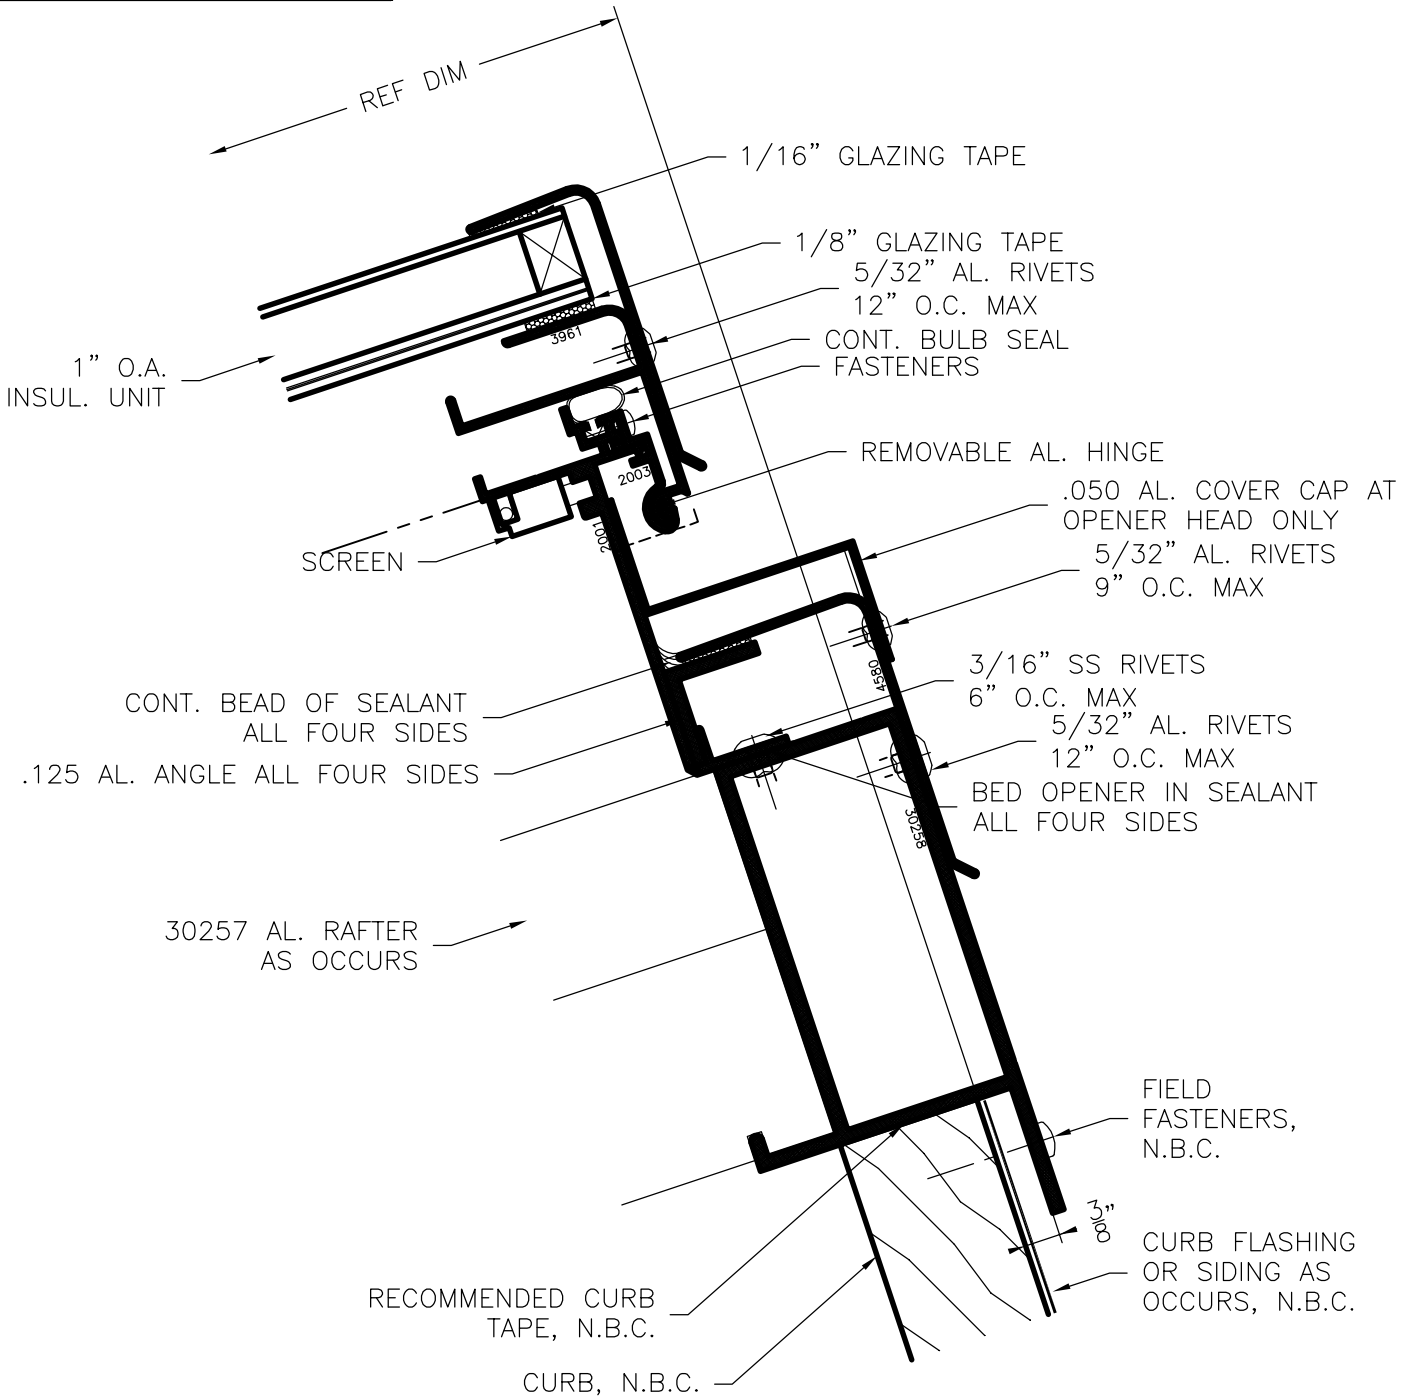 REF DIM
1/16” GLAZING TAPE
1/8” GLAZING TAPE
5/32” AL. RIVETS
12” O.C. MAX
3961
CONT. BULB SEAL
FASTENERS
1” O.A.
INSUL. UNIT
REMOVABLE AL. HINGE
2003
.050 AL. COVER CAP AT
OPENER HEAD ONLY
2001
SCREEN
5/32” AL. RIVETS
9” O.C. MAX
4580
3/16” SS RIVETS
6” O.C. MAX
CONT. BEAD OF SEALANT
ALL FOUR SIDES
5/32” AL. RIVETS
12” O.C. MAX
.125 AL. ANGLE ALL FOUR SIDES
BED OPENER IN SEALANT
ALL FOUR SIDES
30258
30257 AL. RAFTER
AS OCCURS
FIELD
FASTENERS,
N.B.C.
3/8”
CURB FLASHING
OR SIDING AS
OCCURS, N.B.C.
RECOMMENDED CURB
TAPE, N.B.C.
CURB, N.B.C.